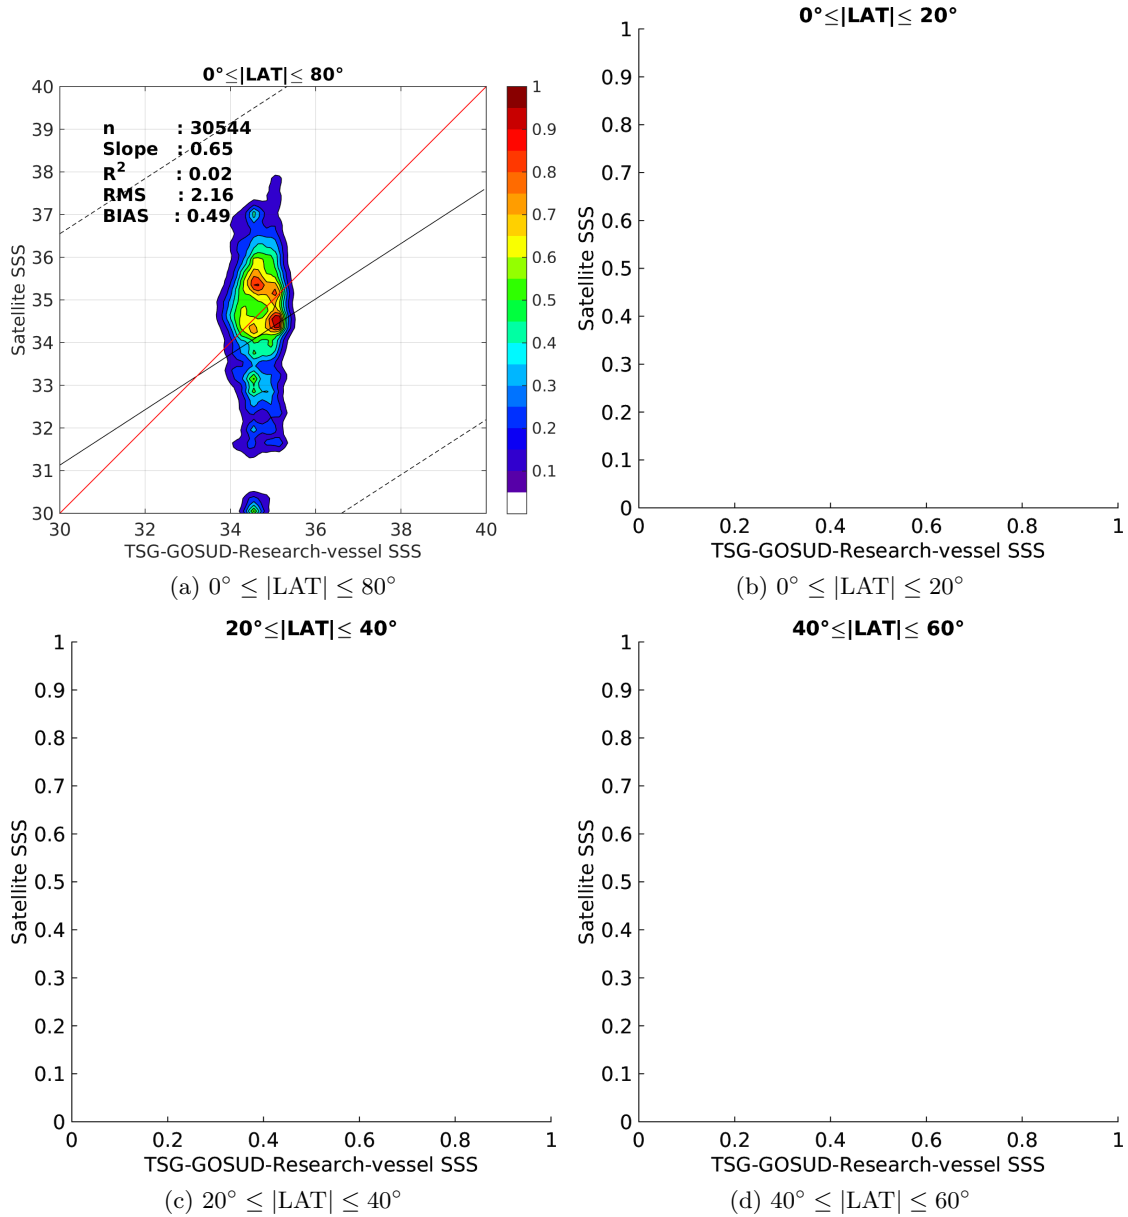 0°≤|LAT|≤ 80°
40
39
38
37
36
35
34
33
32
31
30
Satellite SSS
n : 30544
Slope : 0.65
R² : 0.02
RMS : 2.16
BIAS : 0.49
1
0.9
0.8
0.7
0.6
0.5
0.4
0.3
0.2
0.1
30 32 34 36 38 40
TSG-GOSUD-Research-vessel SSS
(a) 0° ≤ |LAT| ≤ 80°
0°≤|LAT|≤ 20°
1
0.9
0.8
0.7
0.6
0.5
0.4
0.3
0.2
0.1
0
Satellite SSS
0 0.2 0.4 0.6 0.8 1
TSG-GOSUD-Research-vessel SSS
(b) 0° ≤ |LAT| ≤ 20°
20°≤|LAT|≤ 40°
1
0.9
0.8
0.7
0.6
0.5
0.4
0.3
0.2
0.1
0
Satellite SSS
0 0.2 0.4 0.6 0.8 1
TSG-GOSUD-Research-vessel SSS
(c) 20° ≤ |LAT| ≤ 40°
40°≤|LAT|≤ 60°
1
0.9
0.8
0.7
0.6
0.5
0.4
0.3
0.2
0.1
0
Satellite SSS
0 0.2 0.4 0.6 0.8 1
TSG-GOSUD-Research-vessel SSS
(d) 40° ≤ |LAT| ≤ 60°